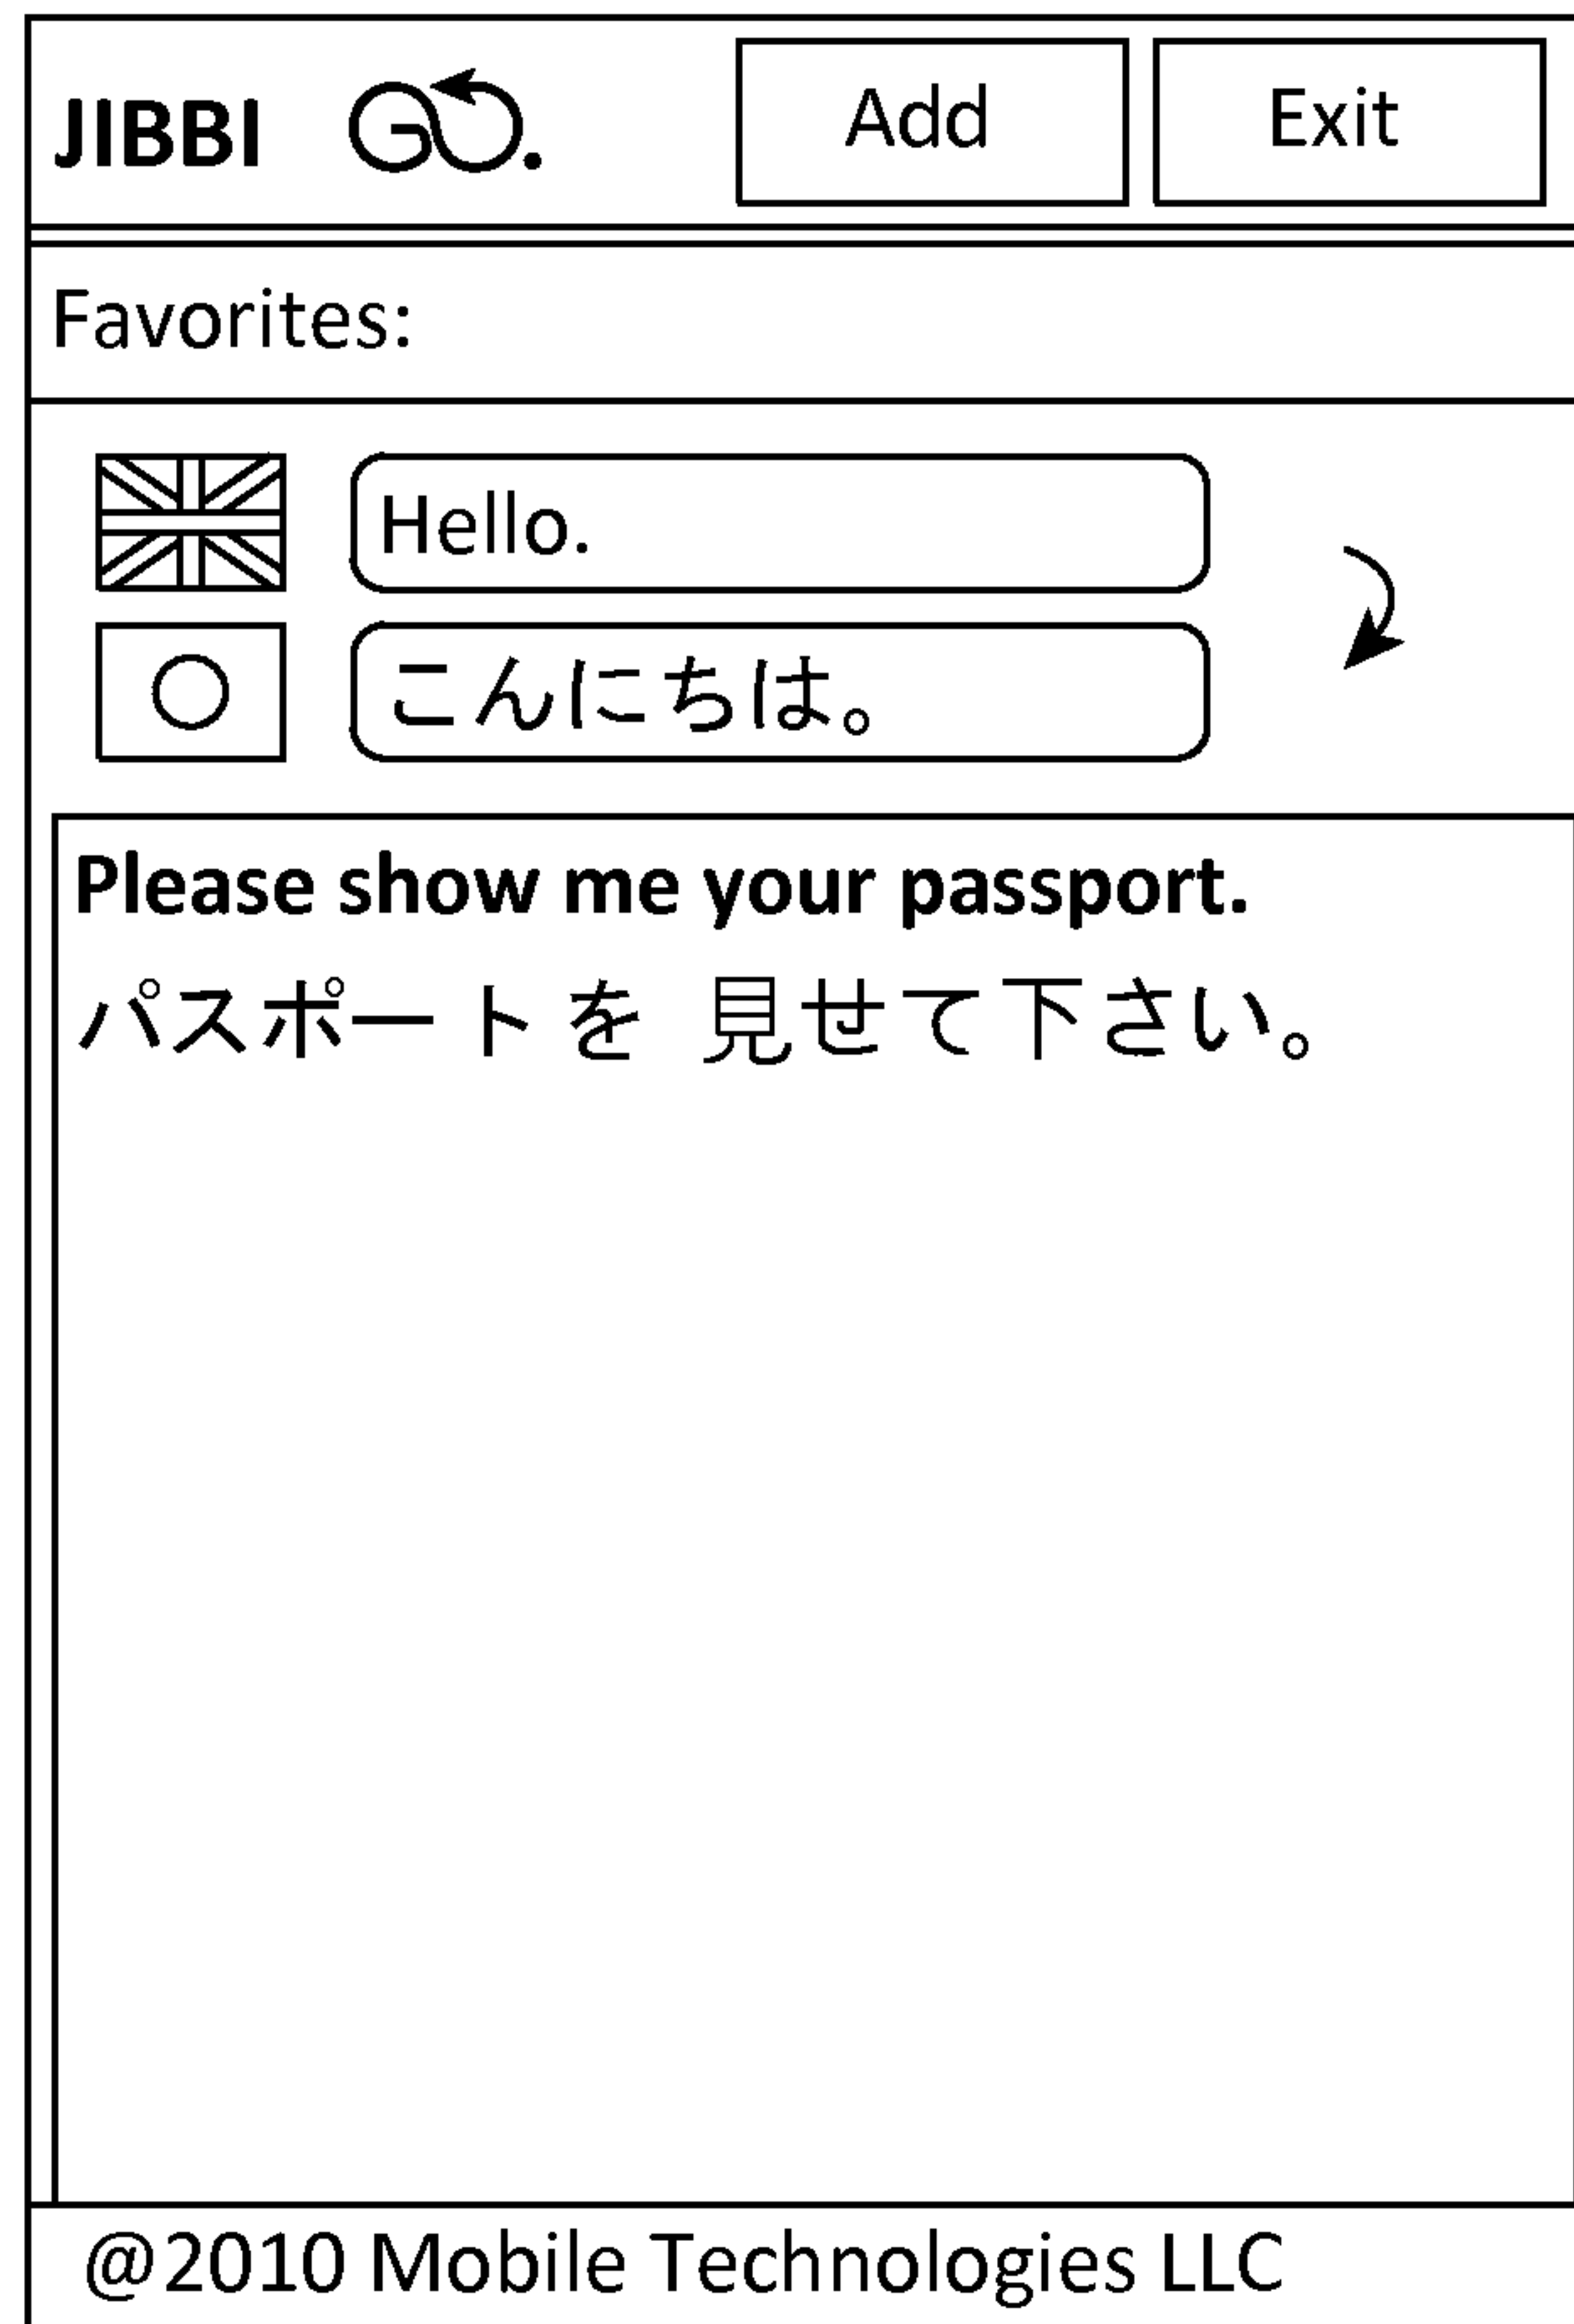 JIBBI GO. Add Exit
Favorites:
Hello.
こんにちは。
Please show me your passport.
パスポートを 見せて下さい。
@2010 Mobile Technologies LLC